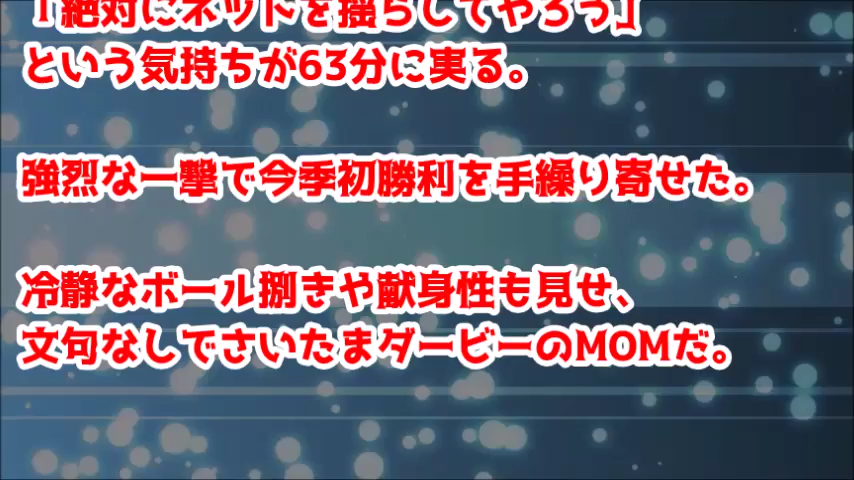 「絶対にネットを揺らしてやろう」
という気持ちが63分に実る。
強烈な一撃で今季初勝利を手繰り寄せた。
冷静なボール捌きや献身性も見せ、
文句なしでさいたまダービーのMOMだ。